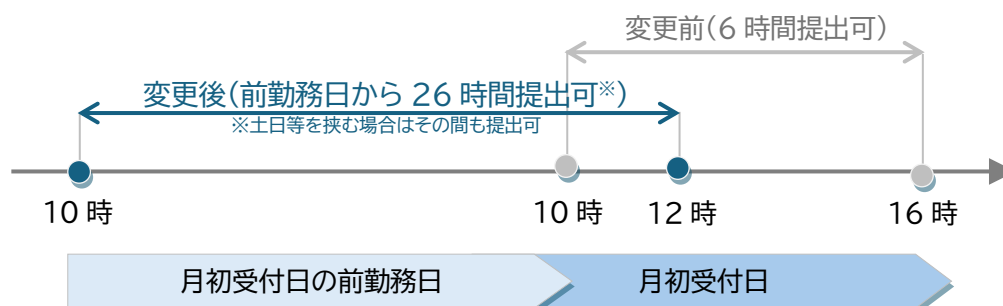 変更前(6 時間提出可)
変更後(前勤務日から 26 時間提出可※)
※土日等を挟む場合はその間も提出可
10 時
10 時
12 時
16 時
月初受付日の前勤務日
月初受付日